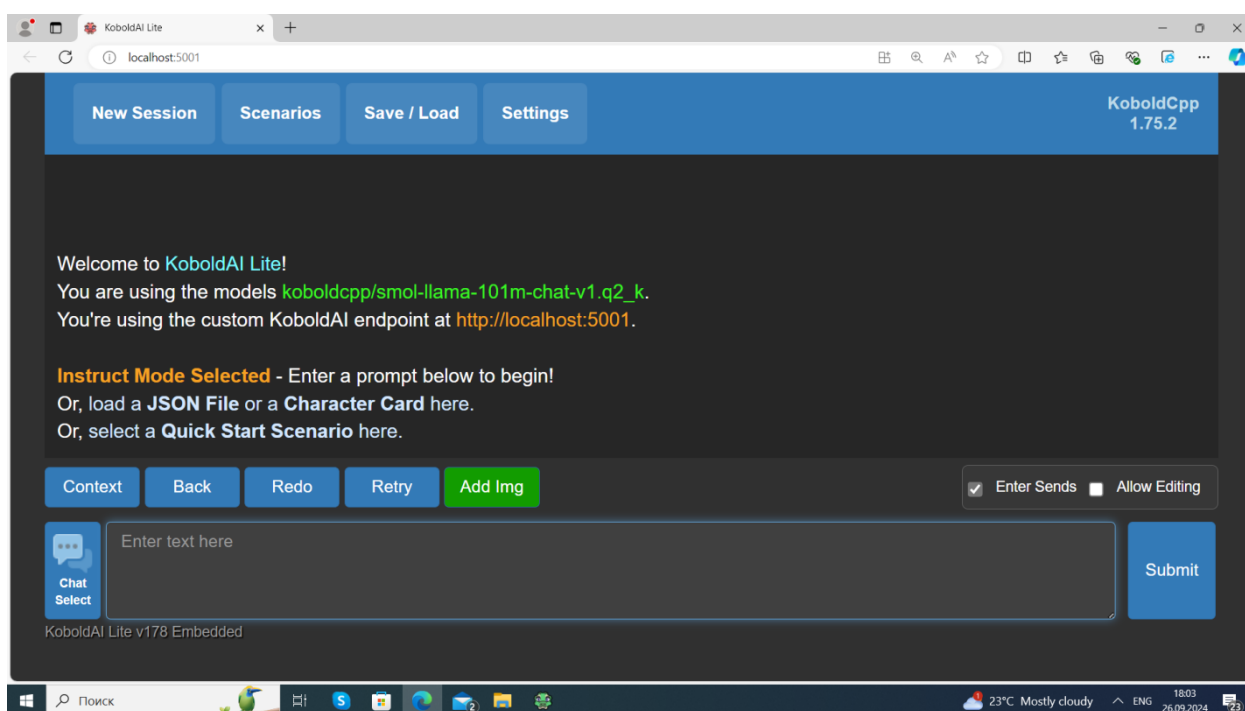 KoboldAI Lite
localhost:5001
New Session Scenarios Save / Load Settings
KoboldCpp
1.75.2
Welcome to KoboldAI Lite!
You are using the models koboldcpp/smol-llama-101m-chat-v1.q2_k.
You're using the custom KoboldAI endpoint at http://localhost:5001.
Instruct Mode Selected - Enter a prompt below to begin!
Or, load a JSON File or a Character Card here.
Or, select a Quick Start Scenario here.
Context Back Redo Retry Add Img Enter Sends Allow Editing
Enter text here
Chat
Select
Submit
KoboldAI Lite v178 Embedded
Поиск 23°C Mostly cloudy ENG 18:03
26.09.2024